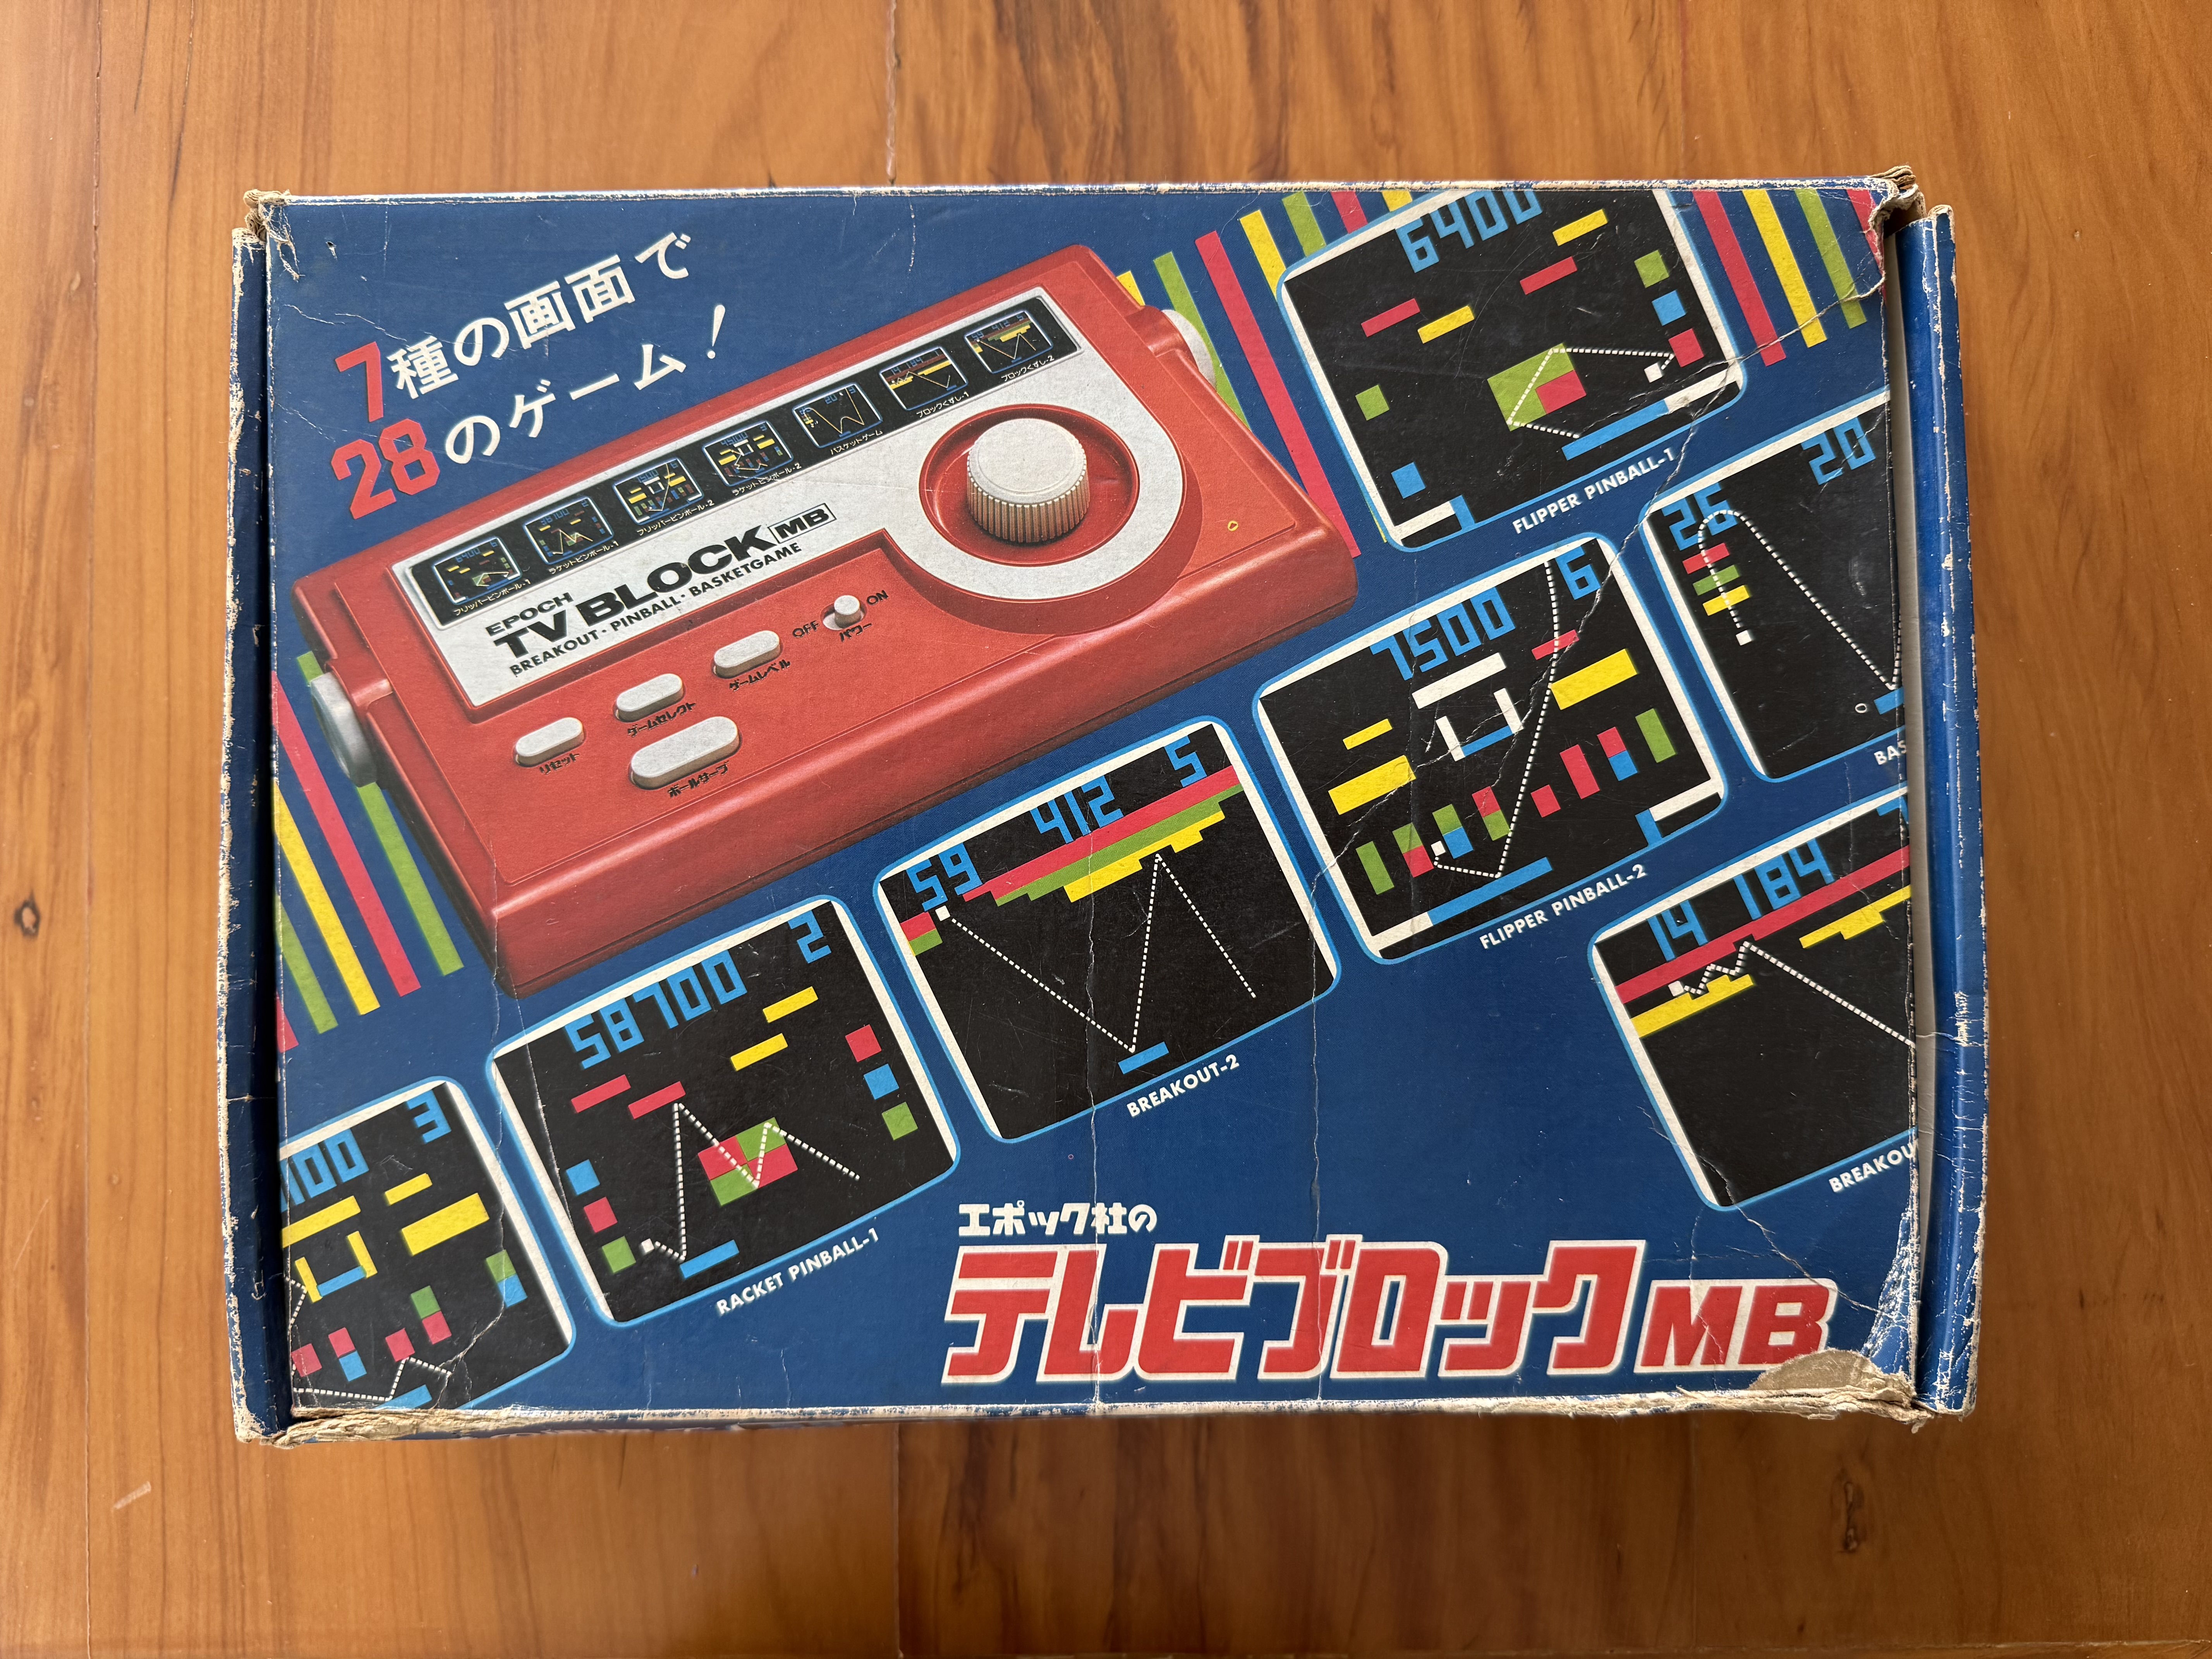 7種の画面で
28のゲーム!
フリッパーピンボール-1
ラケットピンボール-1
フリッパーピンボール-2
ラケットピンボール-2
バスケットゲーム
ブロックくずし-1
ブロックくずし-2
EPOCH
TV BLOCK MB
BREAKOUT・PINBALL・BASKETGAME
OFF
ON
パワー
ゲームレベル
ゲームセレクト
リセット
ボールサーブ
6400
FLIPPER PINBALL-1
26 20
BAS
7500 6
FLIPPER PINBALL-2
59 412 5
BREAKOUT-2
14 184
BREAKOU
58700 2
RACKET PINBALL-1
100 3
エポック社の
テレビブロックMB